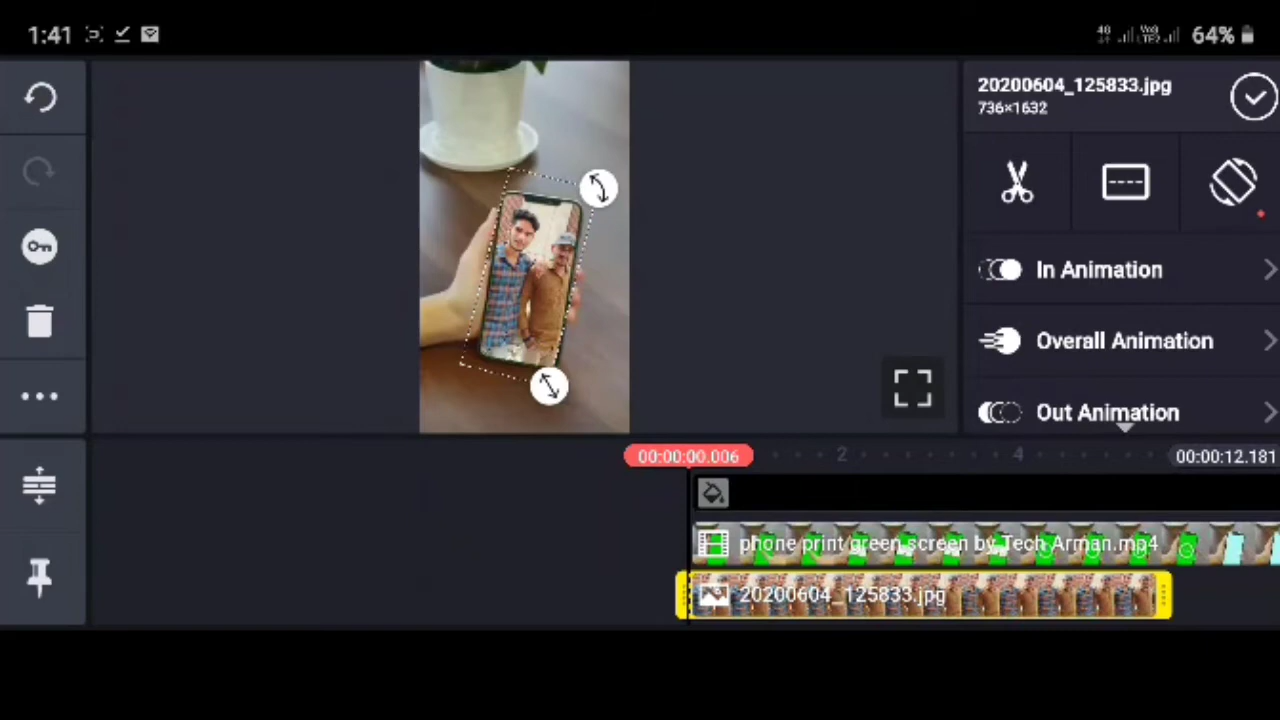 1:41
64%
20200604_125833.jpg
736×1632
In Animation
Overall Animation
Out Animation
00:00:00.006
2
4
00:00:12.181
phone print green screen by Tech Arman.mp4
20200604_125833.jpg